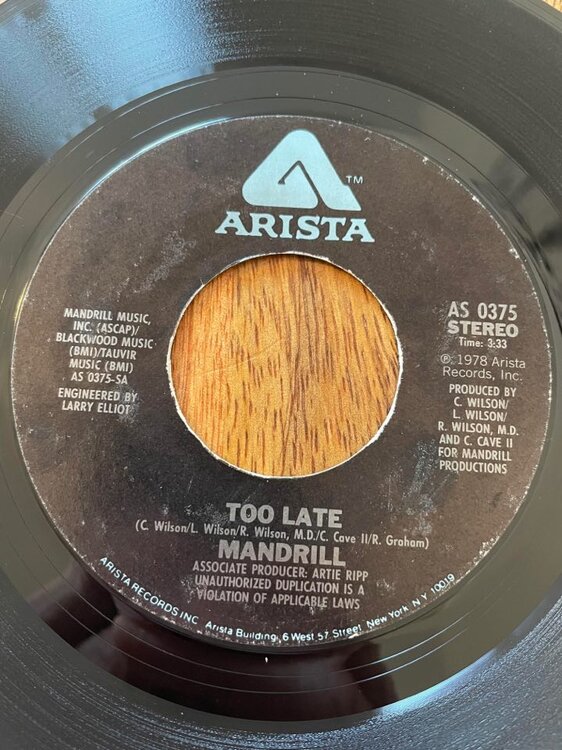 ™
ARISTA
MANDRILL MUSIC,
INC. (ASCAP)/
BLACKWOOD MUSIC
(BMI)/TAUVIR
MUSIC (BMI)
AS 0375-SA
ENGINEERED BY
LARRY ELLIOT
AS 0375
STEREO
Time: 3:33
℗ 1978 Arista
Records, Inc.
PRODUCED BY
C. WILSON/
L. WILSON/
R. WILSON, M.D.
AND C. CAVE II
FOR MANDRILL
PRODUCTIONS
TOO LATE
(C. Wilson/L. Wilson/R. Wilson, M.D./C. Cave II/R. Graham)
MANDRILL
ASSOCIATE PRODUCER: ARTIE RIPP
UNAUTHORIZED DUPLICATION IS A
VIOLATION OF APPLICABLE LAWS
ARISTA RECORDS INC Arista Building, 6 West 57 Street, New York, N Y 10019